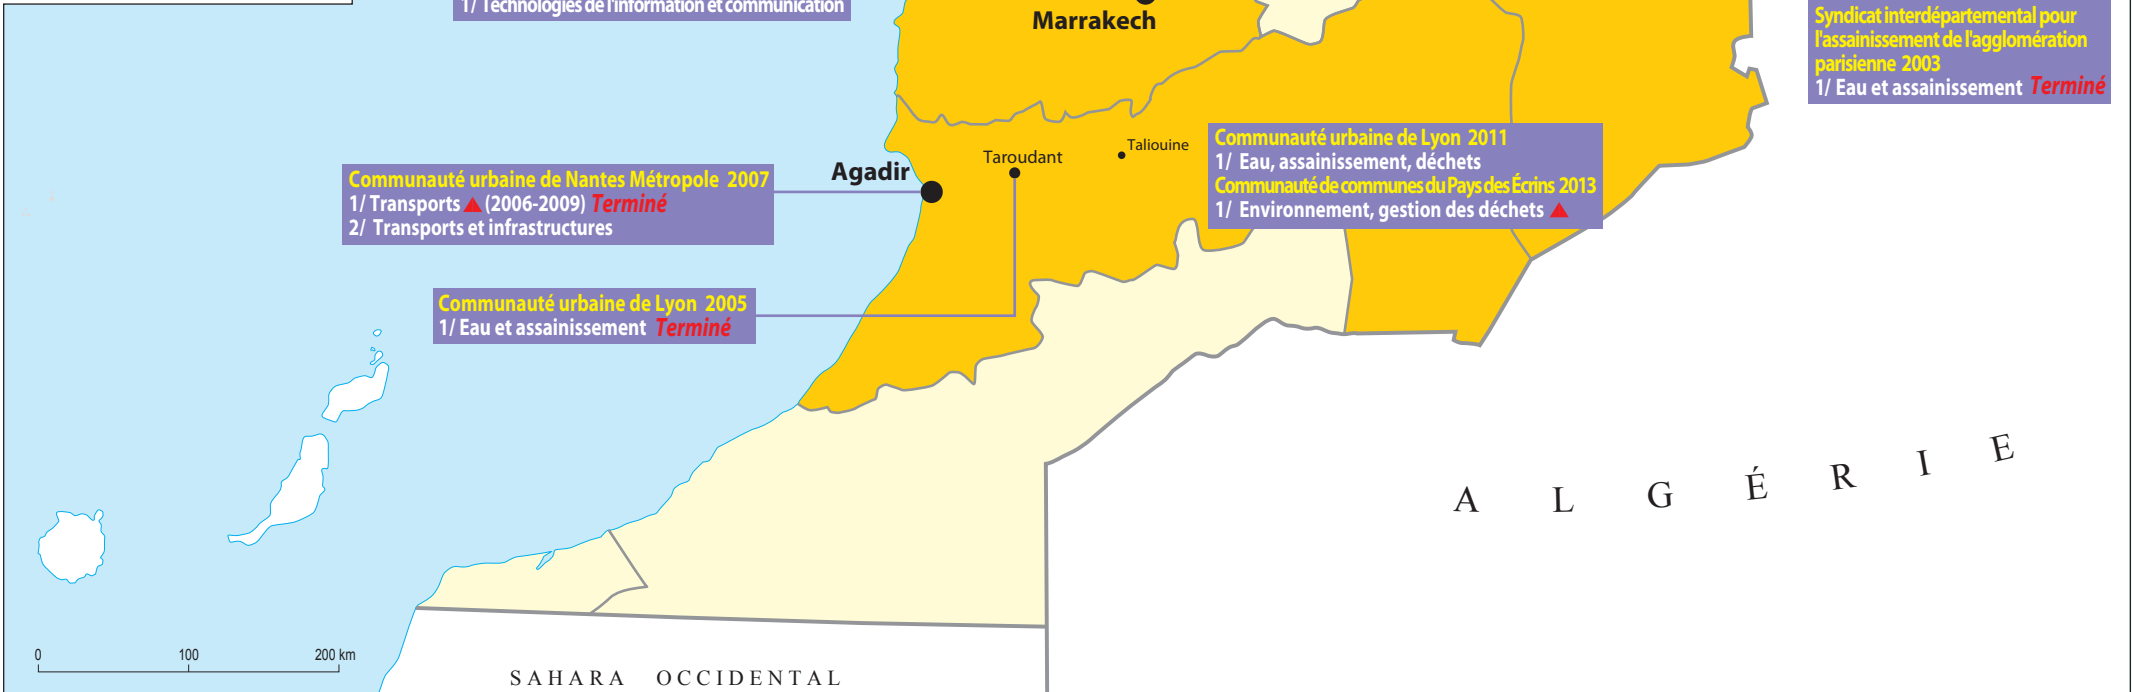 1/ Technologies de l'information et communication
Marrakech
Syndicat interdépartemental pour
l'assainissement de l'agglomération
parisienne 2003
1/ Eau et assainissement Terminé
Agadir
Taroudant
Taliouine
Communauté urbaine de Lyon 2011
1/ Eau, assainissement, déchets
Communauté de communes du Pays des Écrins 2013
1/ Environnement, gestion des déchets
Communauté urbaine de Nantes Métropole 2007
1/ Transports (2006-2009) Terminé
2/ Transports et infrastructures
Communauté urbaine de Lyon 2005
1/ Eau et assainissement Terminé
ALGÉRIE
0 100 200 km
SAHARA OCCIDENTAL